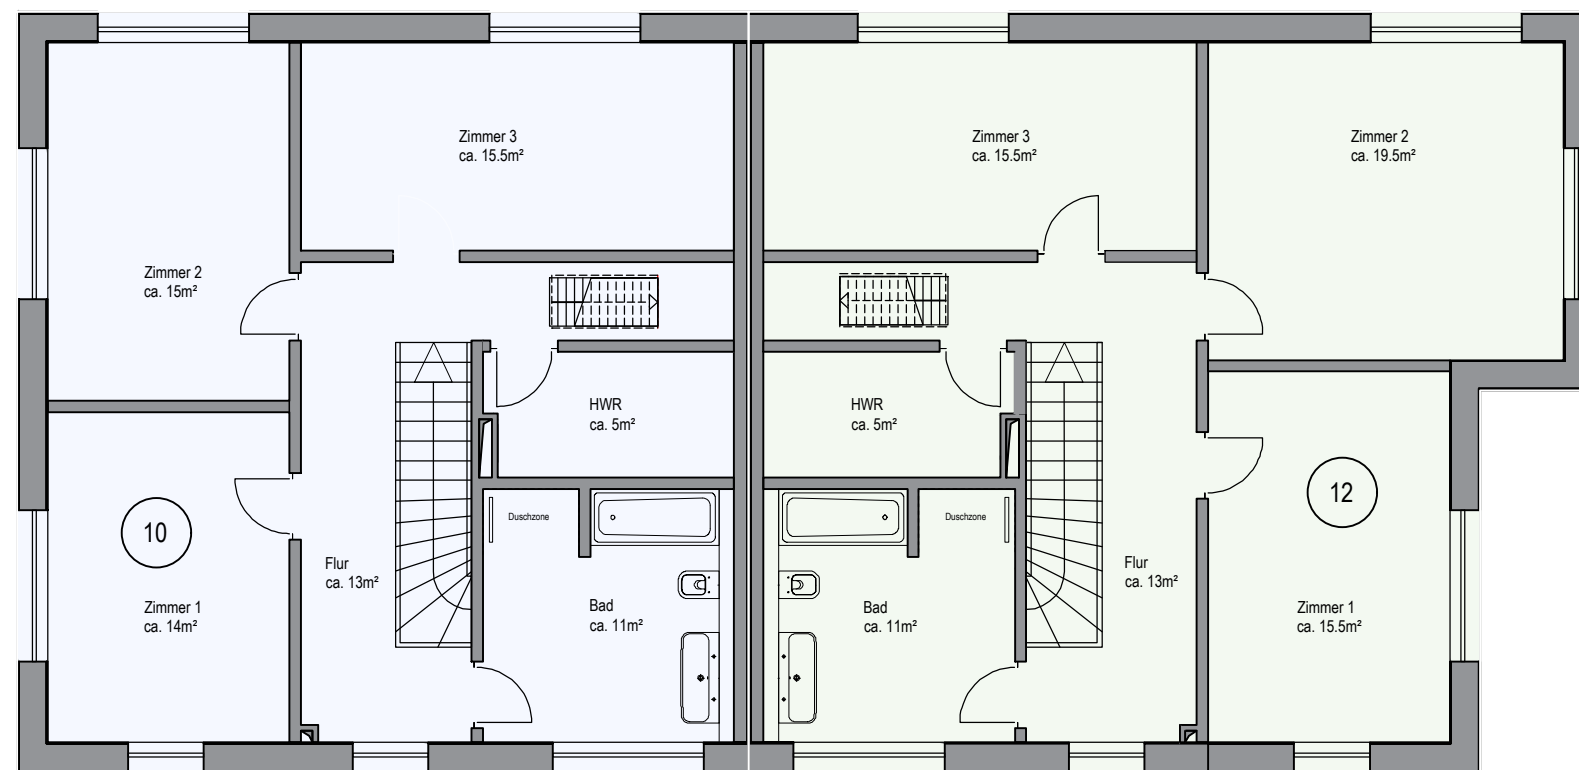 Zimmer 3
ca. 15.5m²
Zimmer 3
ca. 15.5m²
Zimmer 2
ca. 19.5m²
Zimmer 2
ca. 15m²
HWR
ca. 5m²
HWR
ca. 5m²
12
10
Duschzone
Duschzone
Flur
ca. 13m²
Flur
ca. 13m²
Zimmer 1
ca. 14m²
Bad
ca. 11m²
Bad
ca. 11m²
Zimmer 1
ca. 15.5m²